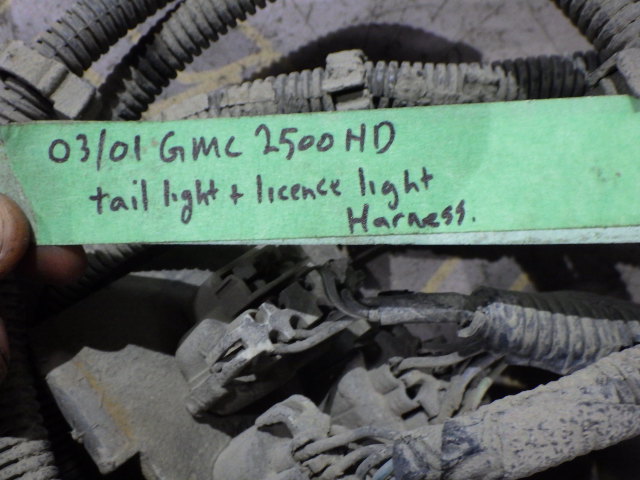 03/01 GMC 2500 HD
tail light + licence light
Harness.